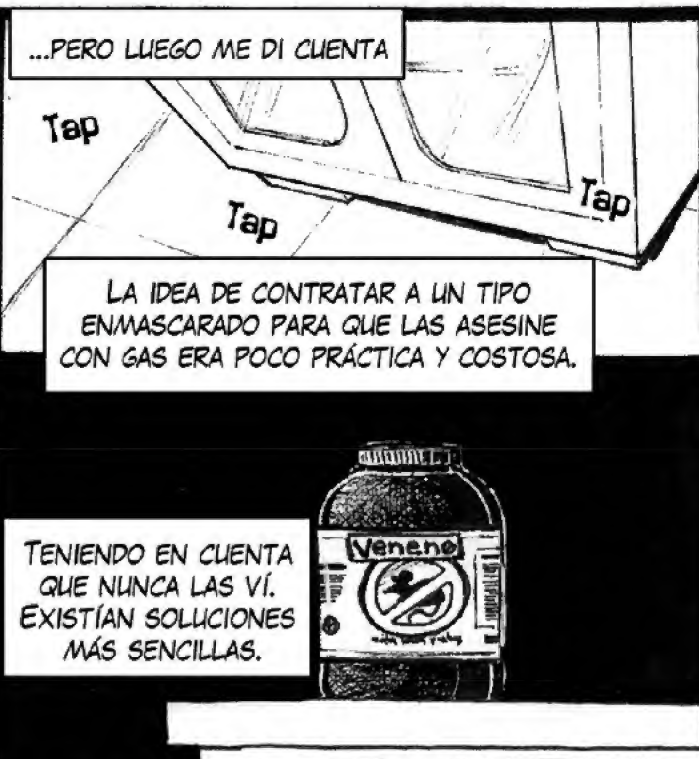 ...PERO LUEGO ME DI CUENTA
Tap
Tap
Tap
LA IDEA DE CONTRATAR A UN TIPO
ENMASCARADO PARA QUE LAS ASESINE
CON GAS ERA POCO PRÁCTICA Y COSTOSA.
Veneno
TENIENDO EN CUENTA
QUE NUNCA LAS VÍ.
EXISTÍAN SOLUCIONES
MÁS SENCILLAS.